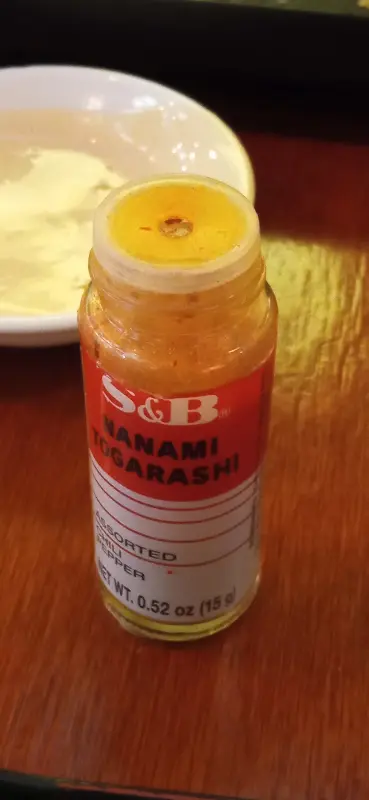 S&B®
NANAMI
TOGARASHI
ASSORTED
CHILI
PEPPER
NET WT. 0.52 oz (15 g)